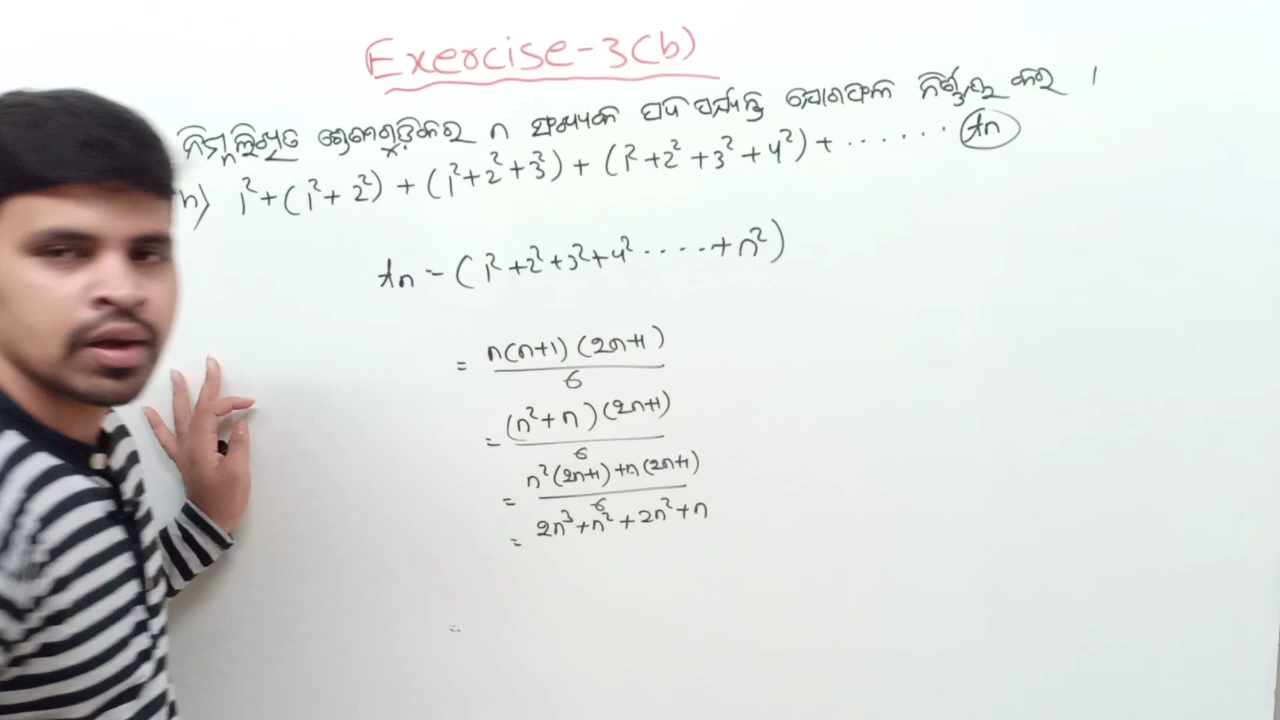 Exercise-3(b)
ନିମ୍ନଲିଖିତ ଶ୍ରେଣୀଗୁଡ଼ିକର n ସଂଖ୍ୟକ ପଦ ପର୍ଯ୍ୟନ୍ତ ଯୋଗଫଳ ନିର୍ଣ୍ଣୟ କର ।
h) 1² + (1² + 2²) + (1² + 2² + 3²) + (1² + 2² + 3² + 4²) + ...... tn
tn = (1² + 2² + 3² + 4² ..... + n²)
= n(n+1)(2n+1) / 6
= (n² + n)(2n+1) / 6
= n²(2n+1) + n(2n+1) / 6
= 2n³ + n² + 2n² + n
=